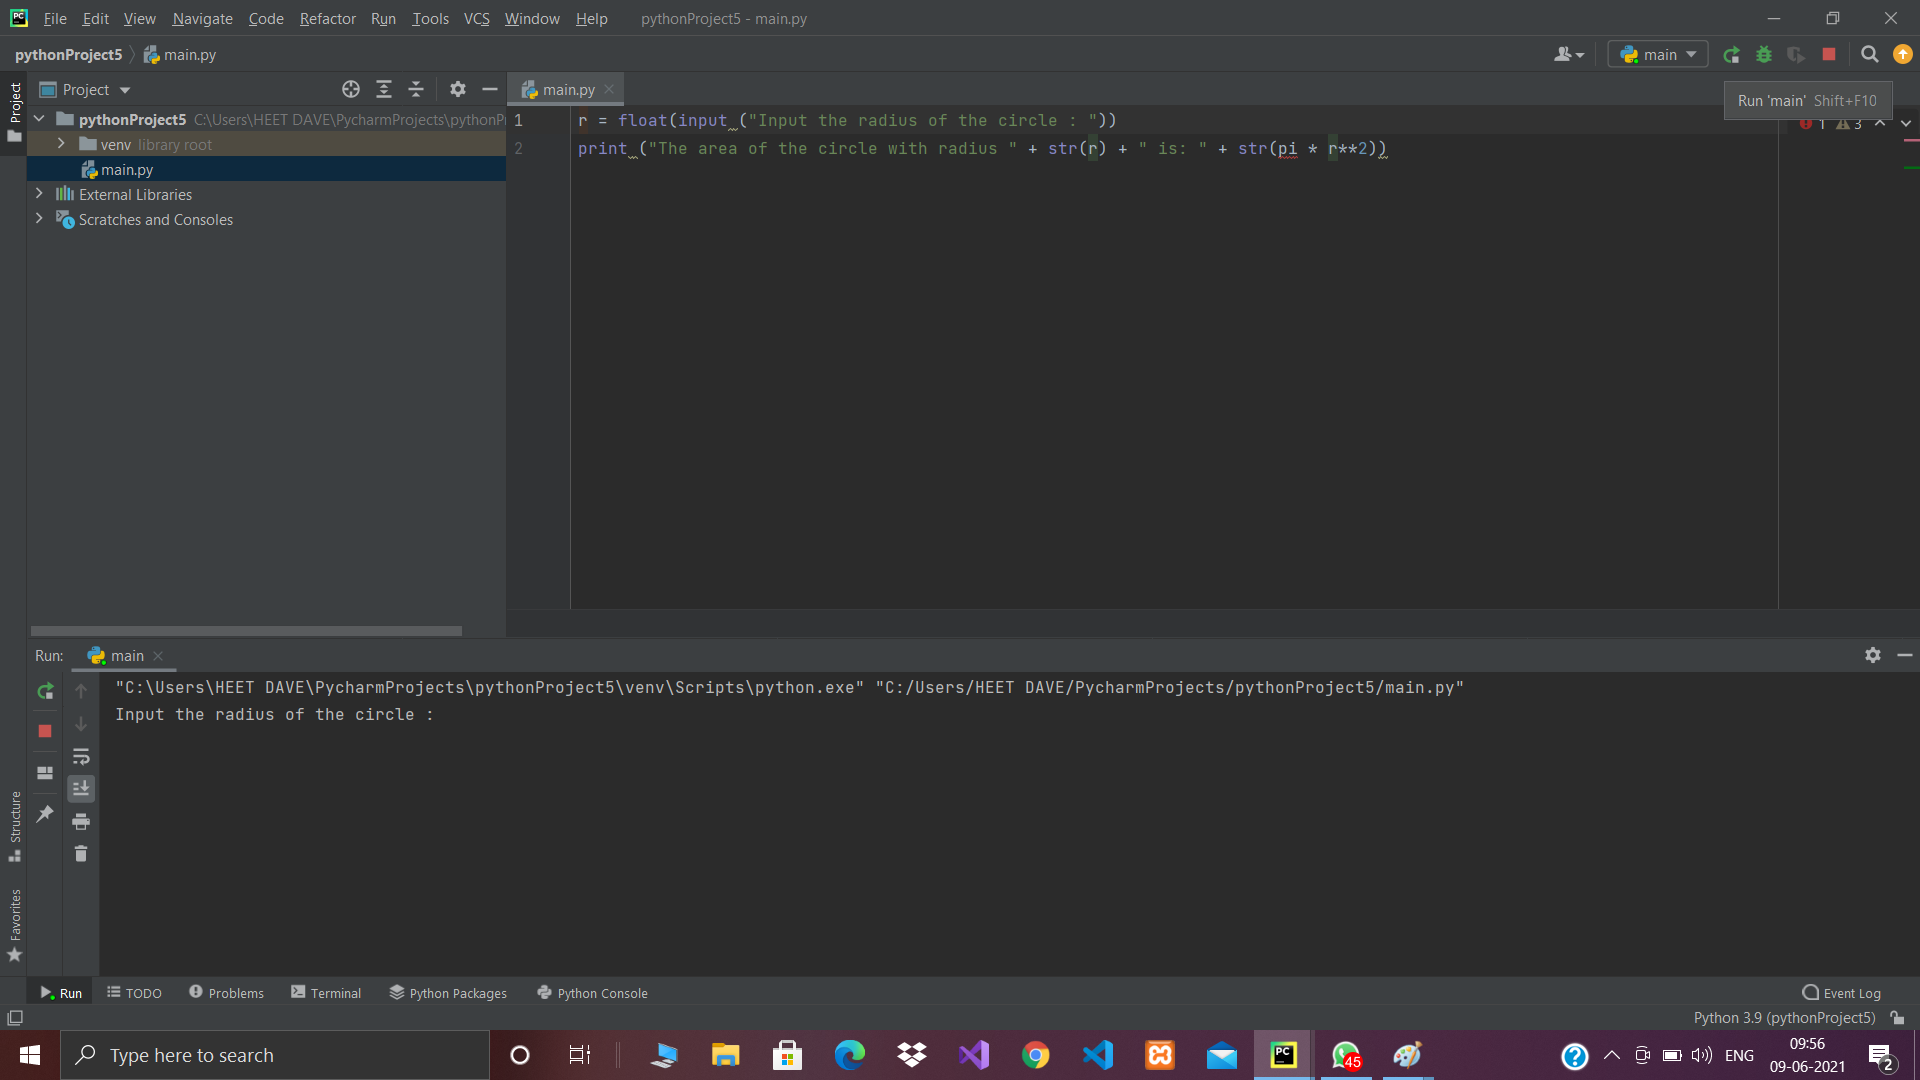 PC File Edit View Navigate Code Refactor Run Tools VCS Window Help pythonProject5 - main.py
pythonProject5 main.py main
Project main.py
Run 'main' Shift+F10
Project
pythonProject5 C:\Users\HEET DAVE\PycharmProjects\pythonP
venv library root
main.py
External Libraries
Scratches and Consoles
1 r = float(input ("Input the radius of the circle : "))
1 3
2 print ("The area of the circle with radius " + str(r) + " is: " + str(pi * r**2))
Run: main
"C:\Users\HEET DAVE\PycharmProjects\pythonProject5\venv\Scripts\python.exe" "C:/Users/HEET DAVE/PycharmProjects/pythonProject5/main.py"
Input the radius of the circle :
Structure
Favorites
Run TODO Problems Terminal Python Packages Python Console Event Log
Python 3.9 (pythonProject5)
Type here to search PC 45 ENG 09:56
09-06-2021 2